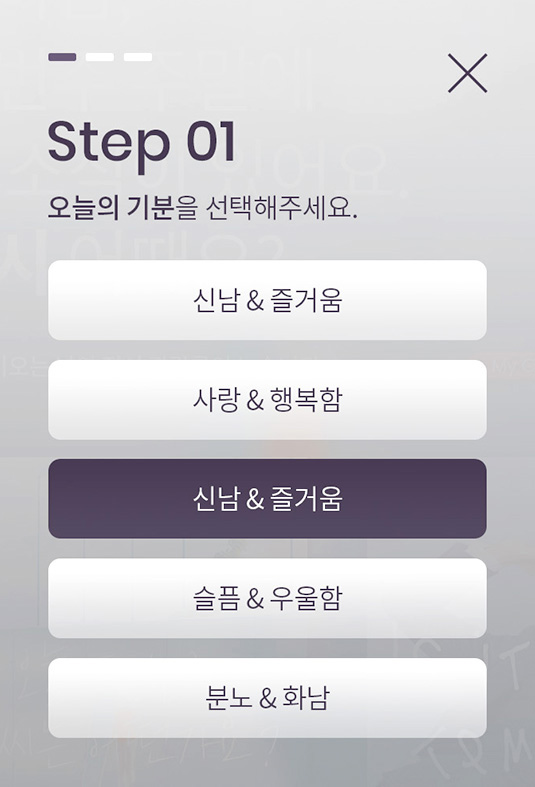 Step 01
오늘의 기분을 선택해주세요.
신남 & 즐거움
사랑 & 행복함
신남 & 즐거움
슬픔 & 우울함
분노 & 화남